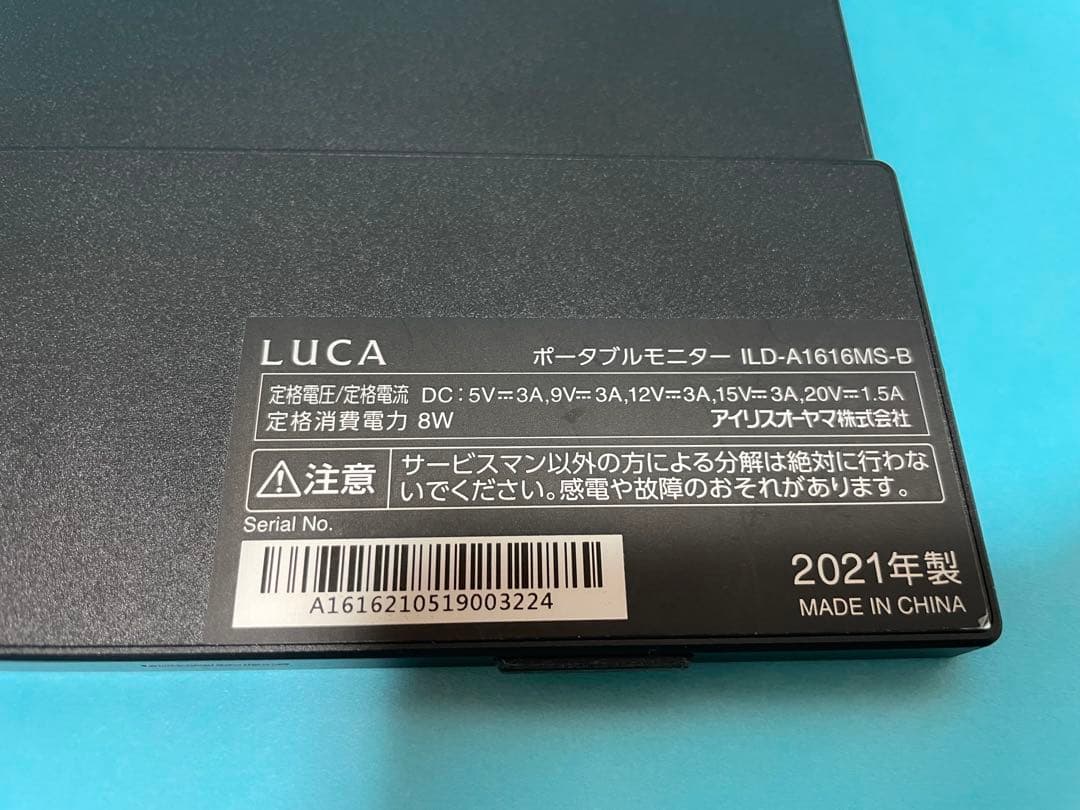 LUCA
ポータブルモニター ILD-A1616MS-B
定格電圧/定格電流 DC:5V⎓3A,9V⎓3A,12V⎓3A,15V⎓3A,20V⎓1.5A
定格消費電力 8W アイリスオーヤマ株式会社
注意
サービスマン以外の方による分解は絶対に行わな
いでください。感電や故障のおそれがあります。
Serial No.
A1616210519003224
2021年製
MADE IN CHINA